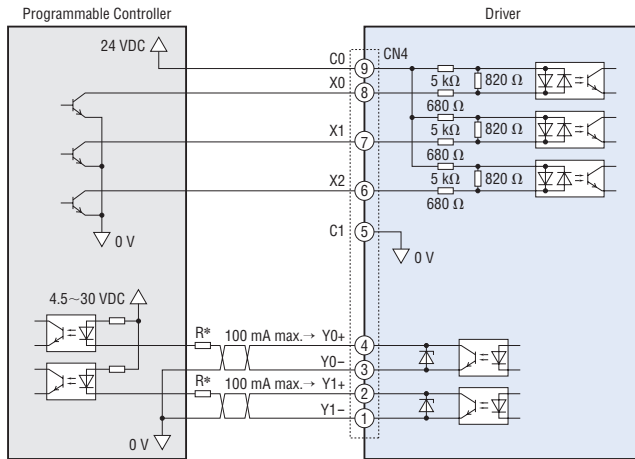 Programmable Controller
Driver
24 VDC
C0
CN4
9
5 kΩ
820 Ω
X0
8
680 Ω
5 kΩ
820 Ω
X1
7
680 Ω
5 kΩ
820 Ω
X2
6
680 Ω
C1
5
0 V
0 V
4.5~30 VDC
R*
100 mA max.→
Y0+
4
Y0−
3
R*
100 mA max.→
Y1+
2
Y1−
1
0 V